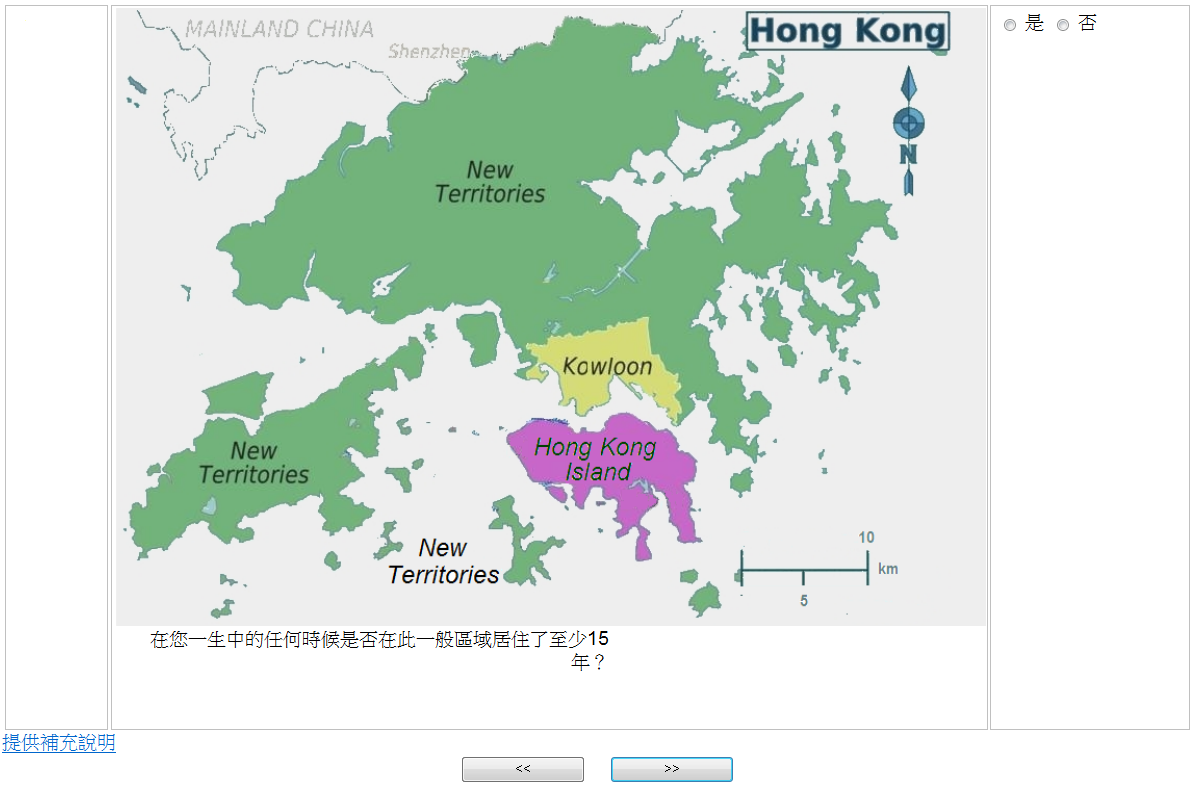 MAINLAND CHINA
Shenzhen
Hong Kong
是 否
N
New
Territories
Kowloon
Hong Kong
Island
New
Territories
New
Territories
10
km
5
在您一生中的任何時候是否在此一般區域居住了至少15
年？
提供補充說明
<< >>